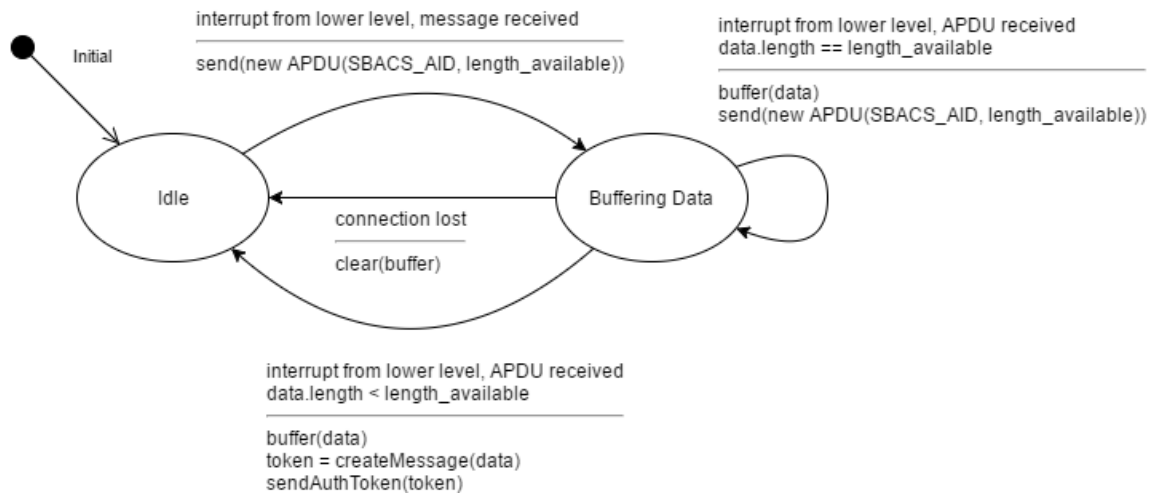 interrupt from lower level, message received
send(new APDU(SBACS_AID, length_available))
Initial
interrupt from lower level, APDU received
data.length == length_available
buffer(data)
send(new APDU(SBACS_AID, length_available))
Idle
Buffering Data
connection lost
clear(buffer)
interrupt from lower level, APDU received
data.length < length_available
buffer(data)
token = createMessage(data)
sendAuthToken(token)